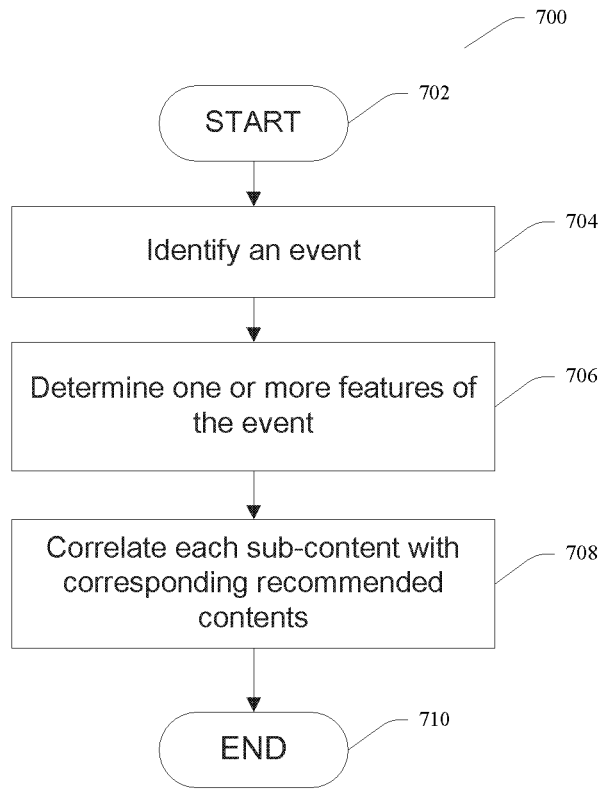 700
702
START
704
Identify an event
706
Determine one or more features of
the event
708
Correlate each sub-content with
corresponding recommended
contents
710
END